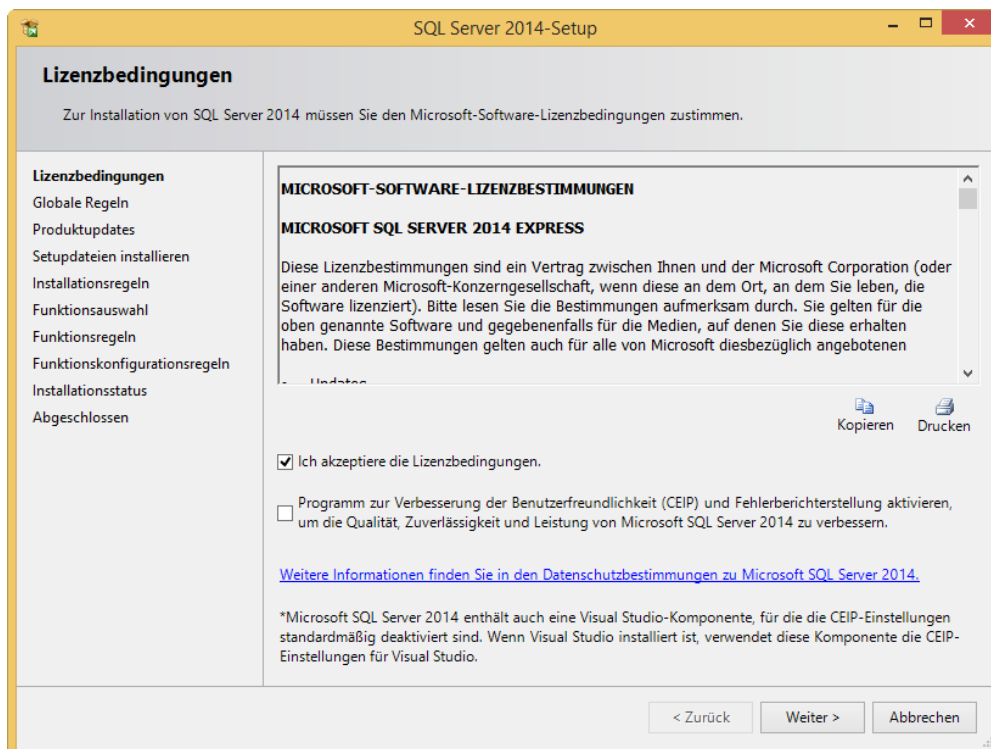 SQL Server 2014-Setup
Lizenzbedingungen
Zur Installation von SQL Server 2014 müssen Sie den Microsoft-Software-Lizenzbedingungen zustimmen.
Lizenzbedingungen
Globale Regeln
Produktupdates
Setupdateien installieren
Installationsregeln
Funktionsauswahl
Funktionsregeln
Funktionskonfigurationsregeln
Installationsstatus
Abgeschlossen
MICROSOFT-SOFTWARE-LIZENZBESTIMMUNGEN
MICROSOFT SQL SERVER 2014 EXPRESS
Diese Lizenzbestimmungen sind ein Vertrag zwischen Ihnen und der Microsoft Corporation (oder
einer anderen Microsoft-Konzerngesellschaft, wenn diese an dem Ort, an dem Sie leben, die
Software lizenziert). Bitte lesen Sie die Bestimmungen aufmerksam durch. Sie gelten für die
oben genannte Software und gegebenenfalls für die Medien, auf denen Sie diese erhalten
haben. Diese Bestimmungen gelten auch für alle von Microsoft diesbezüglich angebotenen
• Updates
Kopieren Drucken
Ich akzeptiere die Lizenzbedingungen.
Programm zur Verbesserung der Benutzerfreundlichkeit (CEIP) und Fehlerberichterstellung aktivieren,
um die Qualität, Zuverlässigkeit und Leistung von Microsoft SQL Server 2014 zu verbessern.
Weitere Informationen finden Sie in den Datenschutzbestimmungen zu Microsoft SQL Server 2014.
*Microsoft SQL Server 2014 enthält auch eine Visual Studio-Komponente, für die die CEIP-Einstellungen
standardmäßig deaktiviert sind. Wenn Visual Studio installiert ist, verwendet diese Komponente die CEIP-
Einstellungen für Visual Studio.
< Zurück Weiter > Abbrechen